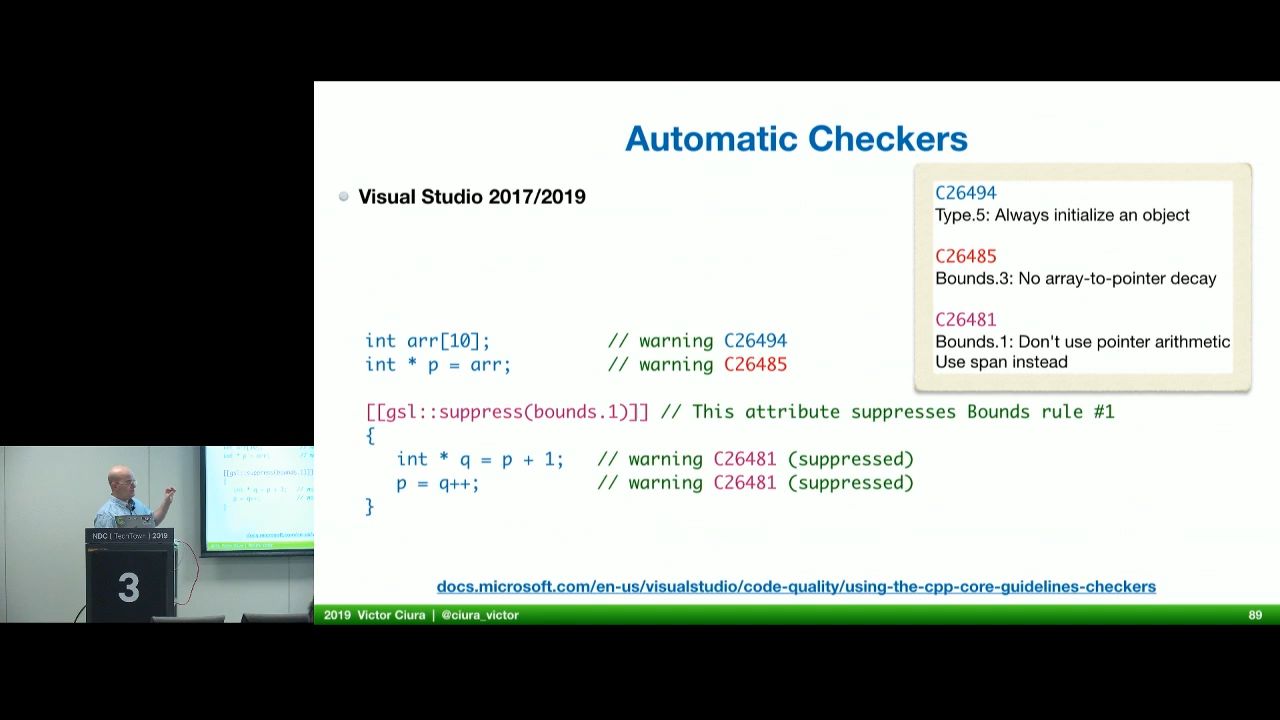 Automatic Checkers
Visual Studio 2017/2019
C26494
Type.5: Always initialize an object
C26485
Bounds.3: No array-to-pointer decay
C26481
Bounds.1: Don't use pointer arithmetic
Use span instead
int arr[10]; // warning C26494
int * p = arr; // warning C26485
[[gsl::suppress(bounds.1)]] // This attribute suppresses Bounds rule #1
{
int * q = p + 1; // warning C26481 (suppressed)
p = q++; // warning C26481 (suppressed)
}
docs.microsoft.com/en-us/visualstudio/code-quality/using-the-cpp-core-guidelines-checkers
2019 Victor Ciura | @ciura_victor
89
NDC | TechTown | 2019
3